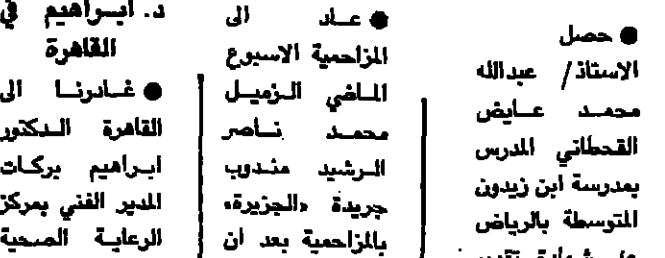 ● حصل
الاستاذ/ عبدالله
محمد عايض
القحطاني المدرس
بمدرسة ابن زيدون
المتوسطة بالرياض
● عاد الى
المزاحمية الاسبوع
الماضي الزميل
محمد ناصر
الرشيد مندوب
جريدة «الجزيرة»
بالمزاحمية بعد ان
د. ابراهيم في
القاهرة
● غادرنا الى
القاهرة الدكتور
ابراهيم بركات
المدير الفني بمركز
الرعاية الصحية